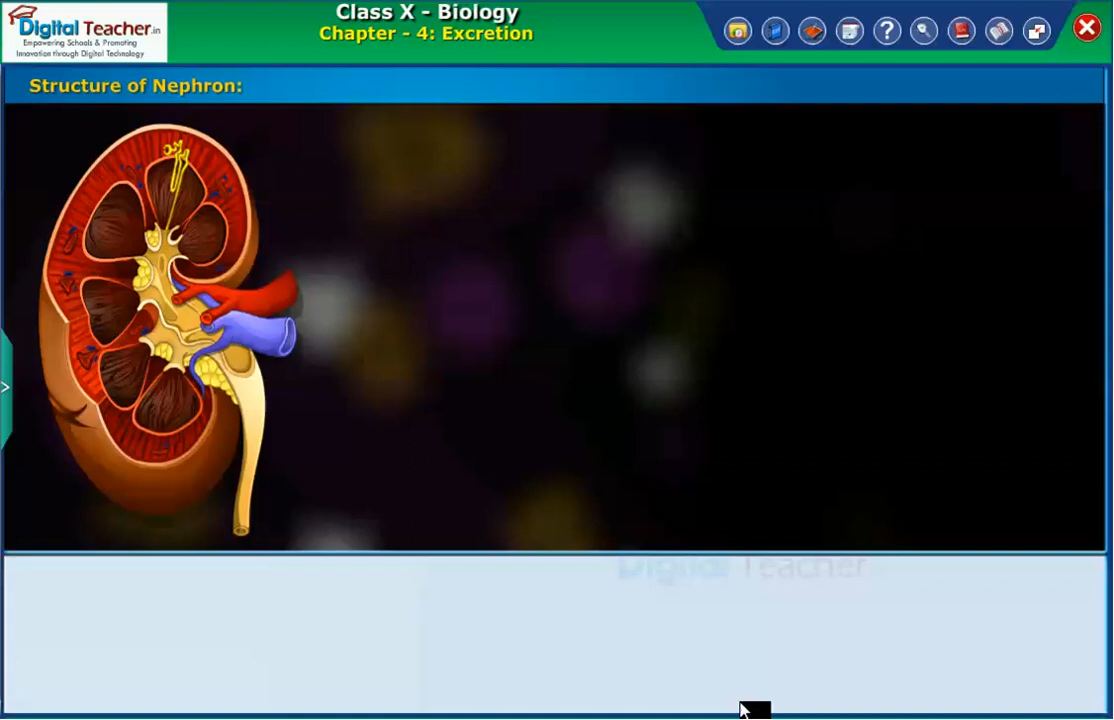 Digital Teacher.in
Empowering Schools & Promoting
Innovation through Digital Technology
Class X - Biology
Chapter - 4: Excretion
?
Structure of Nephron:
>
Digital Teacher